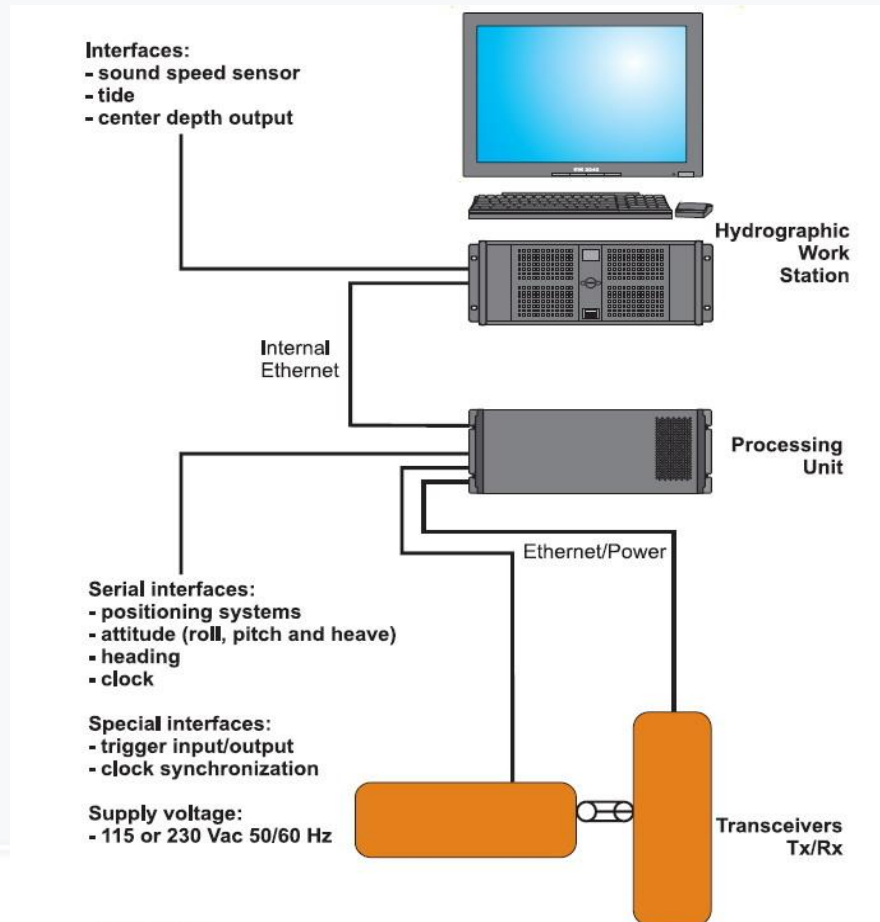 Interfaces:
- sound speed sensor
- tide
- center depth output
Hydrographic
Work
Station
Internal
Ethernet
Processing
Unit
Ethernet/Power
Serial interfaces:
- positioning systems
- attitude (roll, pitch and heave)
- heading
- clock
Special interfaces:
- trigger input/output
- clock synchronization
Supply voltage:
- 115 or 230 Vac 50/60 Hz
Transceivers
Tx/Rx